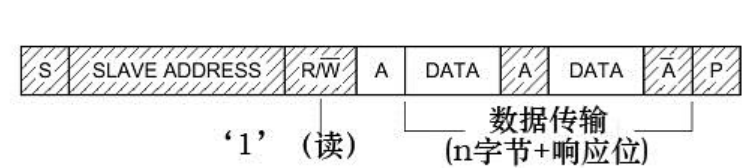 S SLAVE ADDRESS R/W̅ A DATA A DATA A̅ P
‘1’ (读) 数据传输
(n字节+响应位)